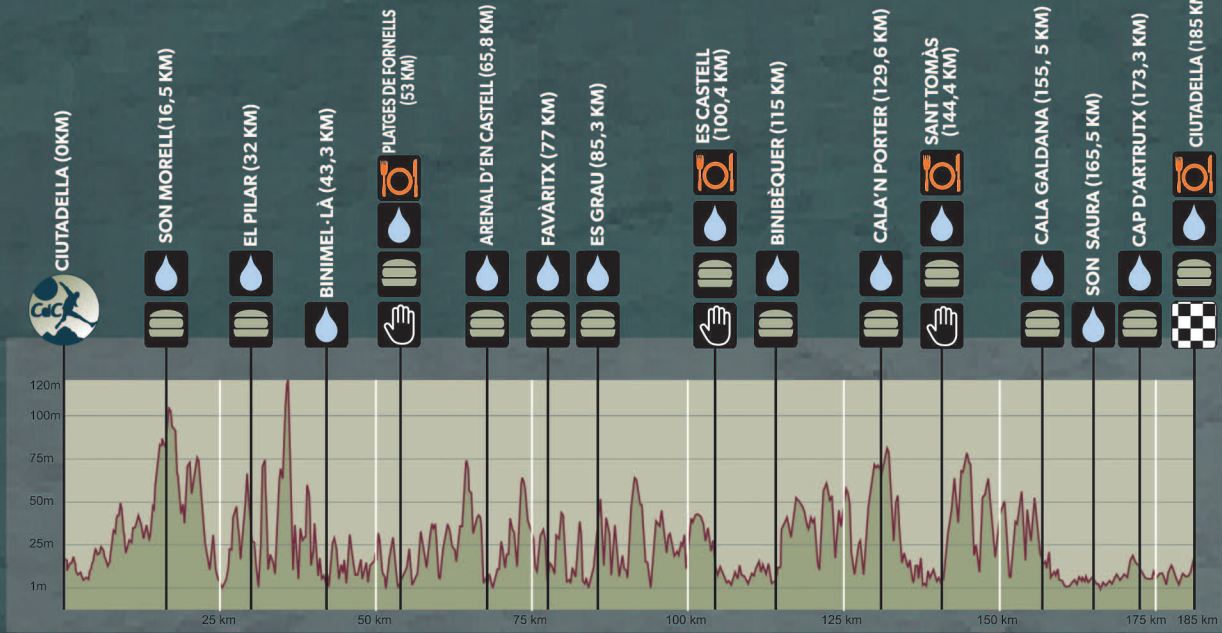 CIUTADELLA (0KM)
SON MORELL(16,5 KM)
EL PILAR (32 KM)
BINIMEL·LÀ (43,3 KM)
PLATGES DE FORNELLS
(53 KM)
ARENAL D'EN CASTELL (65,8 KM)
FAVÀRITX (77 KM)
ES GRAU (85,3 KM)
ES CASTELL
(100,4 KM)
BINIBÈQUER (115 KM)
CALA'N PORTER (129,6 KM)
SANT TOMÀS
(144,4 KM)
CALA GALDANA (155, 5 KM)
SON SAURA (165,5 KM)
CAP D'ARTRUTX (173,3 KM)
CIUTADELLA (185
CdC
120m
100m
75m
50m
25m
1m
25 km
50 km
75 km
100 km
125 km
150 km
175 km
185 km